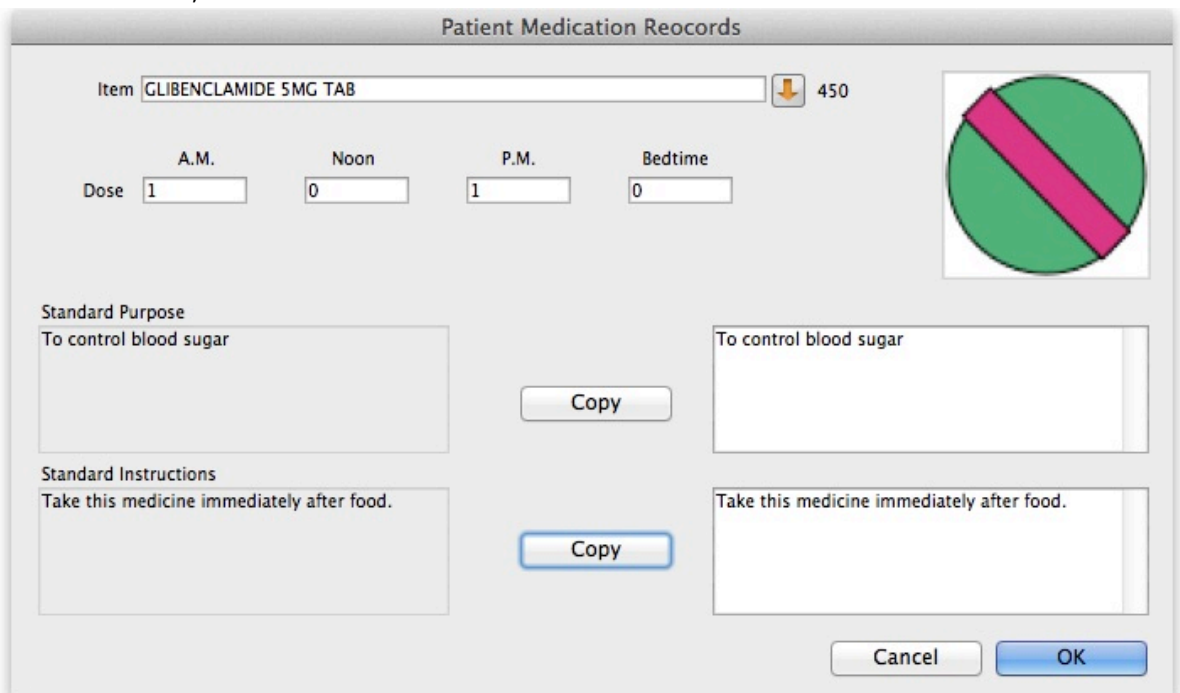 Patient Medication Reocords
Item GLIBENCLAMIDE 5MG TAB 450
A.M. Noon P.M. Bedtime
Dose 1 0 1 0
Standard Purpose
To control blood sugar To control blood sugar
Copy
Standard Instructions
Take this medicine immediately after food. Take this medicine immediately after food.
Copy
Cancel OK